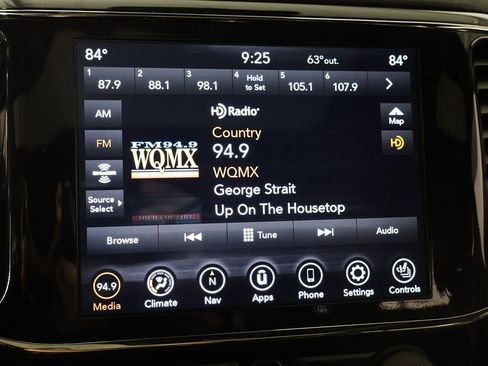 84° 9:25 63°out. 84°
1 2 3 4 5 6
87.9 88.1 98.1 Hold to Set 105.1 107.9
AM
HD Radio
Map
FM
Country
HD
FM94.9
94.9
WQMX
WQMX
SiriusXM
George Strait
Source Select
Up On The Housetop
Browse Tune Audio
94.9 N
Media Climate Nav Apps Phone Settings Controls